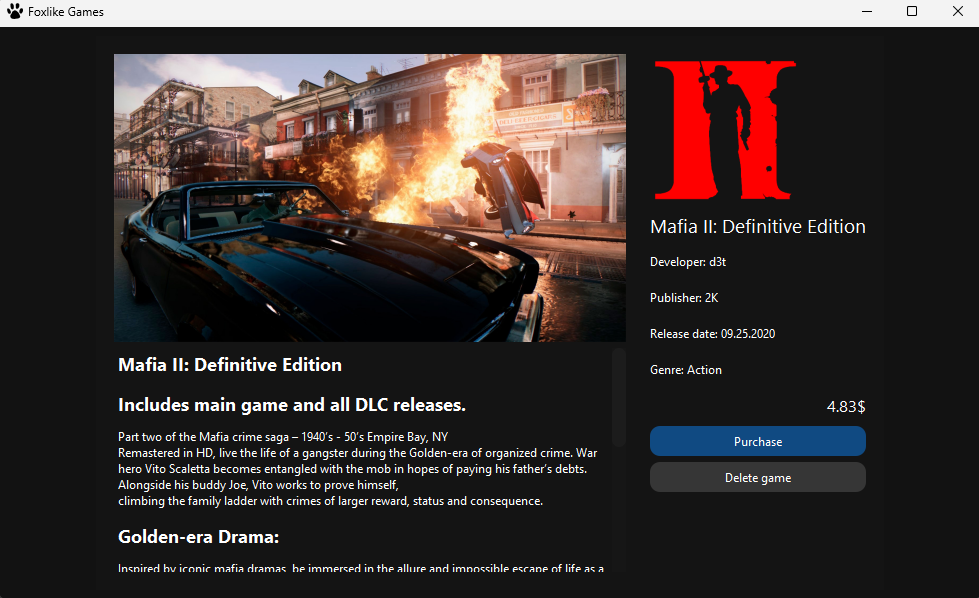 Foxlike Games
Mafia II: Definitive Edition
Includes main game and all DLC releases.
Part two of the Mafia crime saga – 1940’s - 50’s Empire Bay, NY
Remastered in HD, live the life of a gangster during the Golden-era of organized crime. War
hero Vito Scaletta becomes entangled with the mob in hopes of paying his father’s debts.
Alongside his buddy Joe, Vito works to prove himself,
climbing the family ladder with crimes of larger reward, status and consequence.
Golden-era Drama:
Inspired by iconic mafia dramas, be immersed in the allure and impossible escape of life as a
II
Mafia II: Definitive Edition
Developer: d3t
Publisher: 2K
Release date: 09.25.2020
Genre: Action
4.83$
Purchase
Delete game